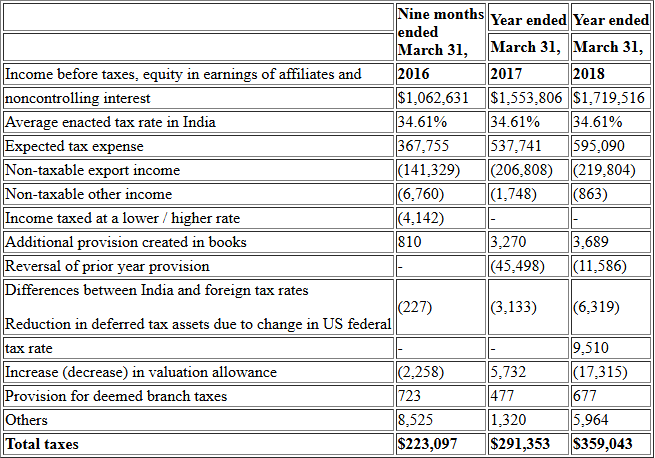 Nine months ended March 31, Year ended Year ended
March 31, March 31,
Income before taxes, equity in earnings of affiliates and 2016 2017 2018
noncontrolling interest $1,062,631 $1,553,806 $1,719,516
Average enacted tax rate in India 34.61% 34.61% 34.61%
Expected tax expense 367,755 537,741 595,090
Non-taxable export income (141,329) (206,808) (219,804)
Non-taxable other income (6,760) (1,748) (863)
Income taxed at a lower / higher rate (4,142) - -
Additional provision created in books 810 3,270 3,689
Reversal of prior year provision - (45,498) (11,586)
Differences between India and foreign tax rates (227) (3,133) (6,319)
Reduction in deferred tax assets due to change in US federal
tax rate - - 9,510
Increase (decrease) in valuation allowance (2,258) 5,732 (17,315)
Provision for deemed branch taxes 723 477 677
Others 8,525 1,320 5,964
Total taxes $223,097 $291,353 $359,043